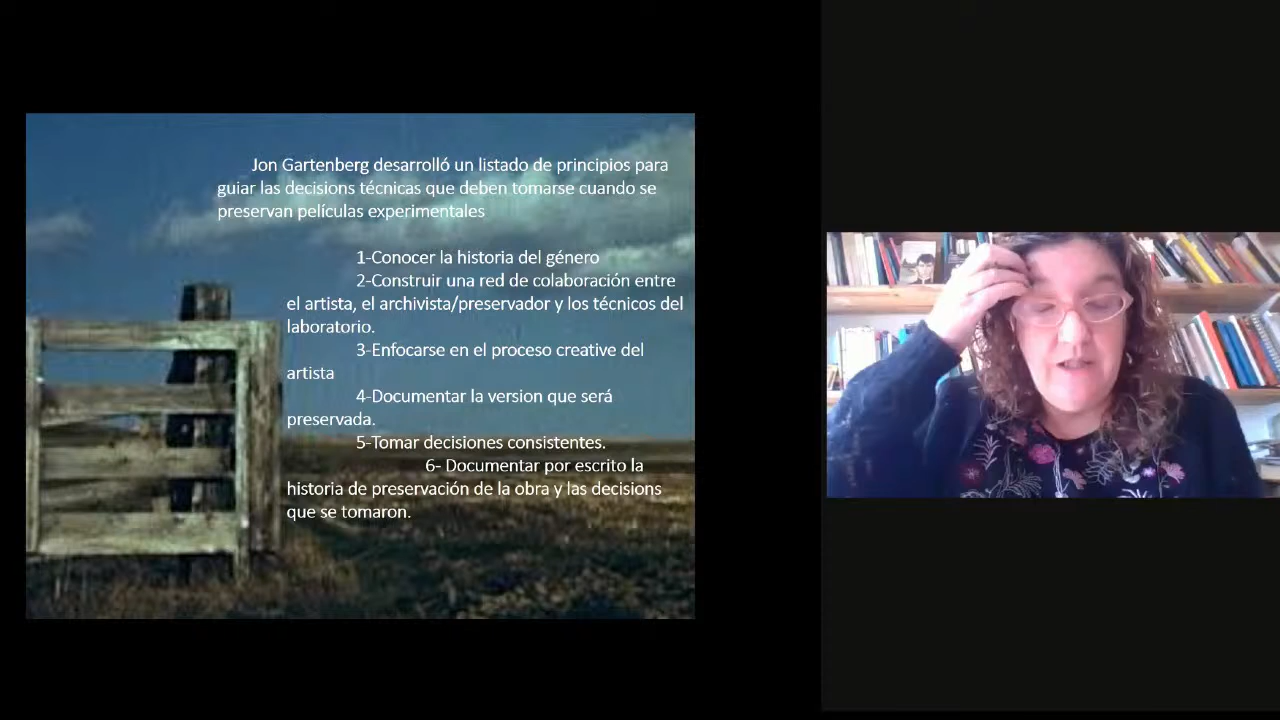 Jon Gartenberg desarrolló un listado de principios para
guiar las decisions técnicas que deben tomarse cuando se
preservan películas experimentales
1-Conocer la historia del género
2-Construir una red de colaboración entre
el artista, el archivista/preservador y los técnicos del
laboratorio.
3-Enfocarse en el proceso creative del
artista
4-Documentar la version que será
preservada.
5-Tomar decisiones consistentes.
6- Documentar por escrito la
historia de preservación de la obra y las decisions
que se tomaron.